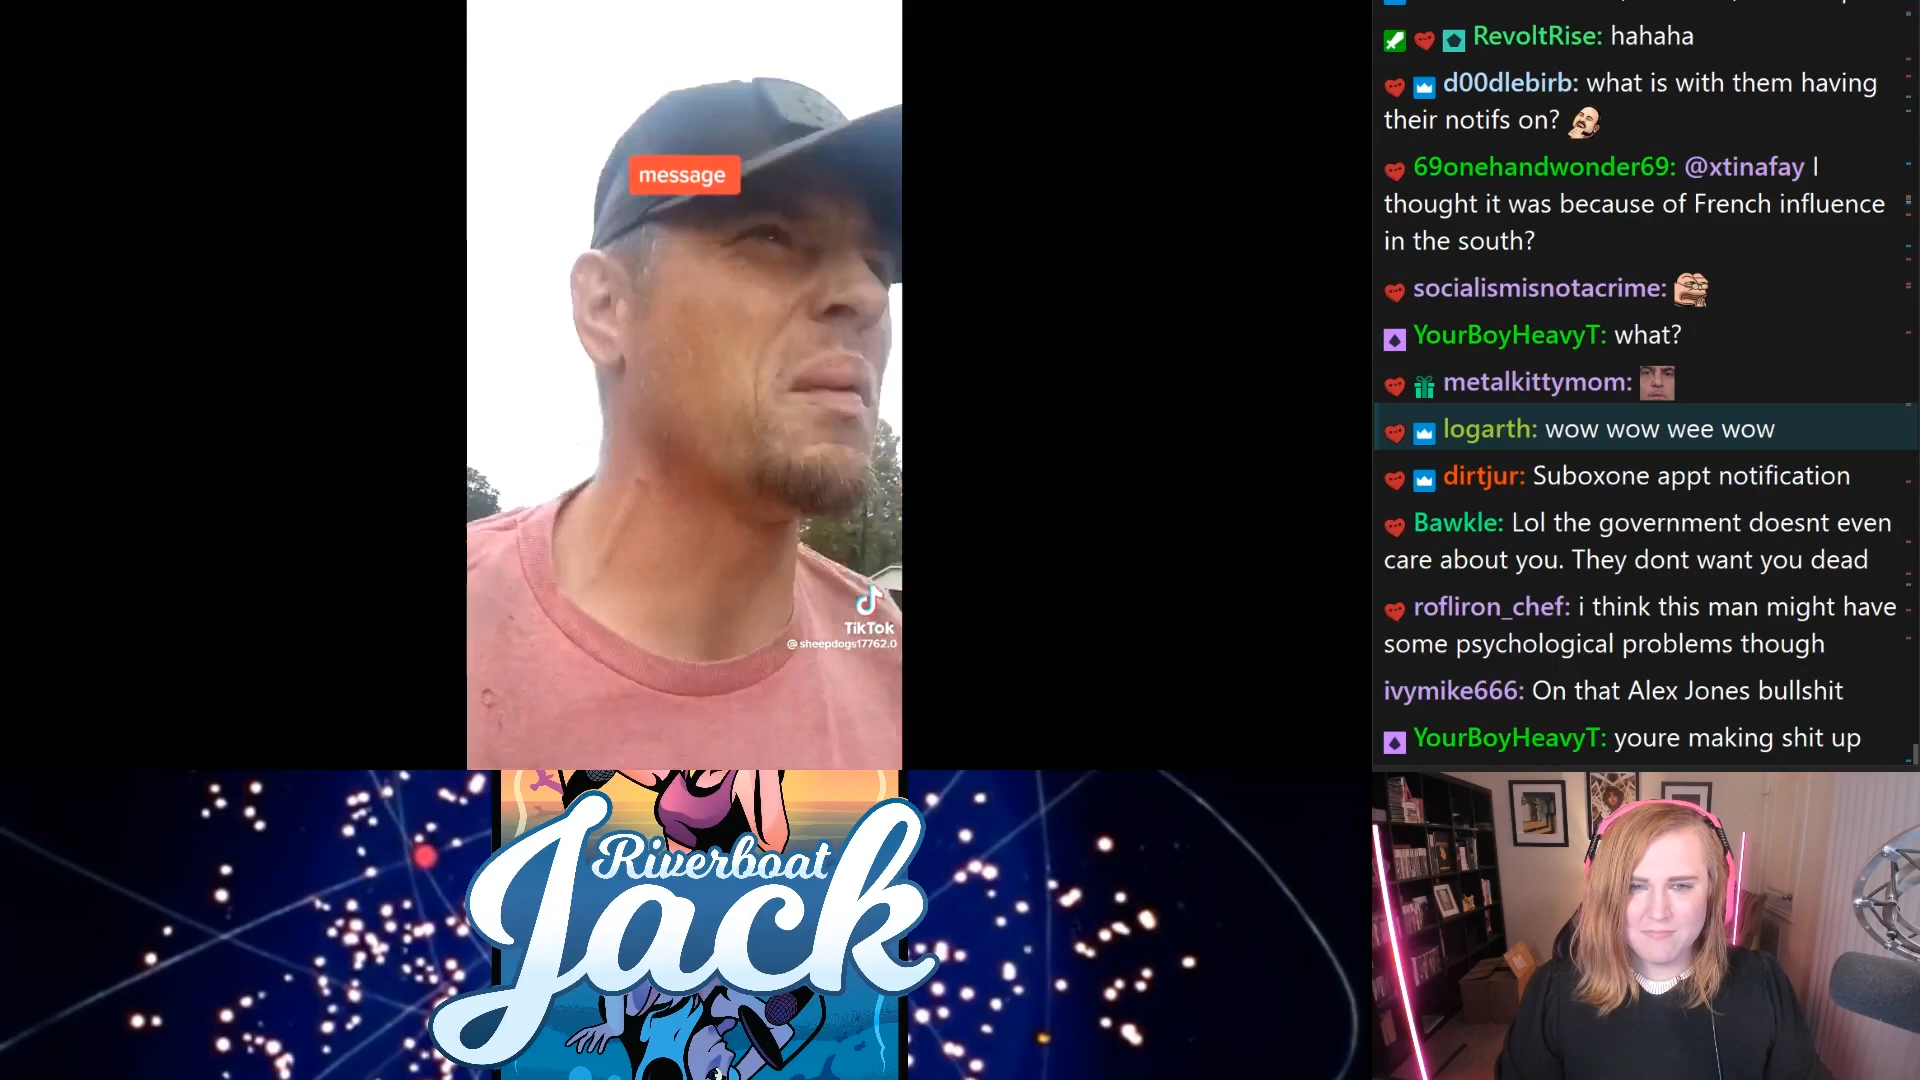 message
TikTok
@sheepdogs17762.0
RevoltRise: hahaha
d00dlebirb: what is with them having
their notifs on?
69onehandwonder69: @xtinafay I
thought it was because of French influence
in the south?
socialismisnotacrime:
YourBoyHeavyT: what?
metalkittymom:
logarth: wow wow wee wow
dirtjur: Suboxone appt notification
Bawkle: Lol the government doesnt even
care about you. They dont want you dead
rofliron_chef: i think this man might have
some psychological problems though
ivymike666: On that Alex Jones bullshit
YourBoyHeavyT: youre making shit up
Riverboat
Jack